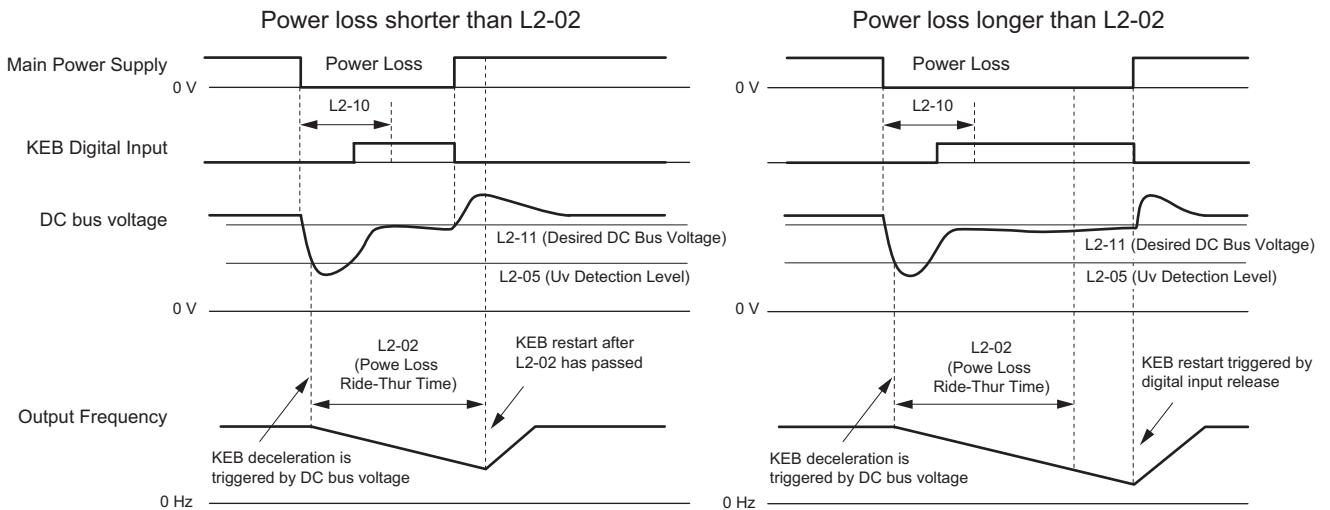 Power loss shorter than L2-02
Main Power Supply
Power Loss
0 V
L2-10
KEB Digital Input
DC bus voltage
L2-11 (Desired DC Bus Voltage)
L2-05 (Uv Detection Level)
0 V
L2-02
(Powe Loss
Ride-Thur Time)
KEB restart after
L2-02 has passed
Output Frequency
KEB deceleration is
triggered by DC bus voltage
0 Hz
Power loss longer than L2-02
Power Loss
0 V
L2-10
L2-11 (Desired DC Bus Voltage)
L2-05 (Uv Detection Level)
0 V
L2-02
(Powe Loss
Ride-Thur Time)
KEB restart triggered by
digital input release
KEB deceleration is
triggered by DC bus voltage
0 Hz